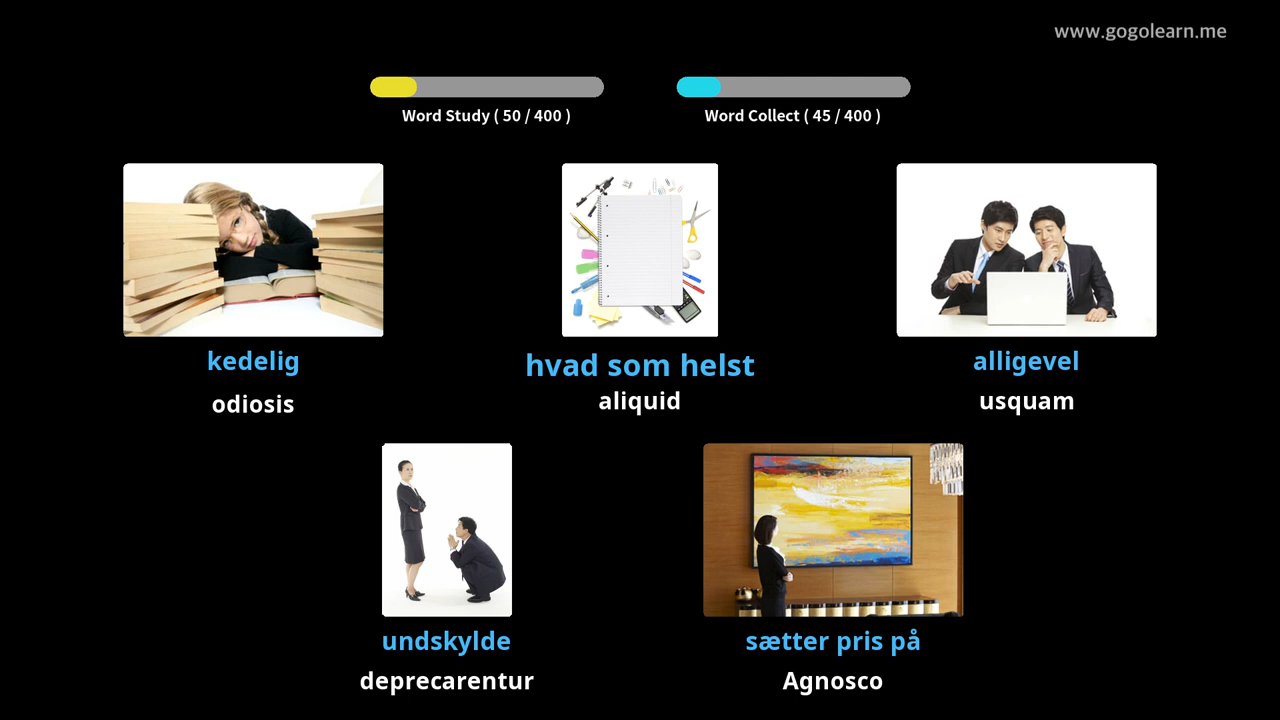 www.gogolearn.me
Word Study ( 50 / 400 )
Word Collect ( 45 / 400 )
kedelig
odiosis
hvad som helst
aliquid
alligevel
usquam
undskylde
deprecarentur
sætter pris på
Agnosco